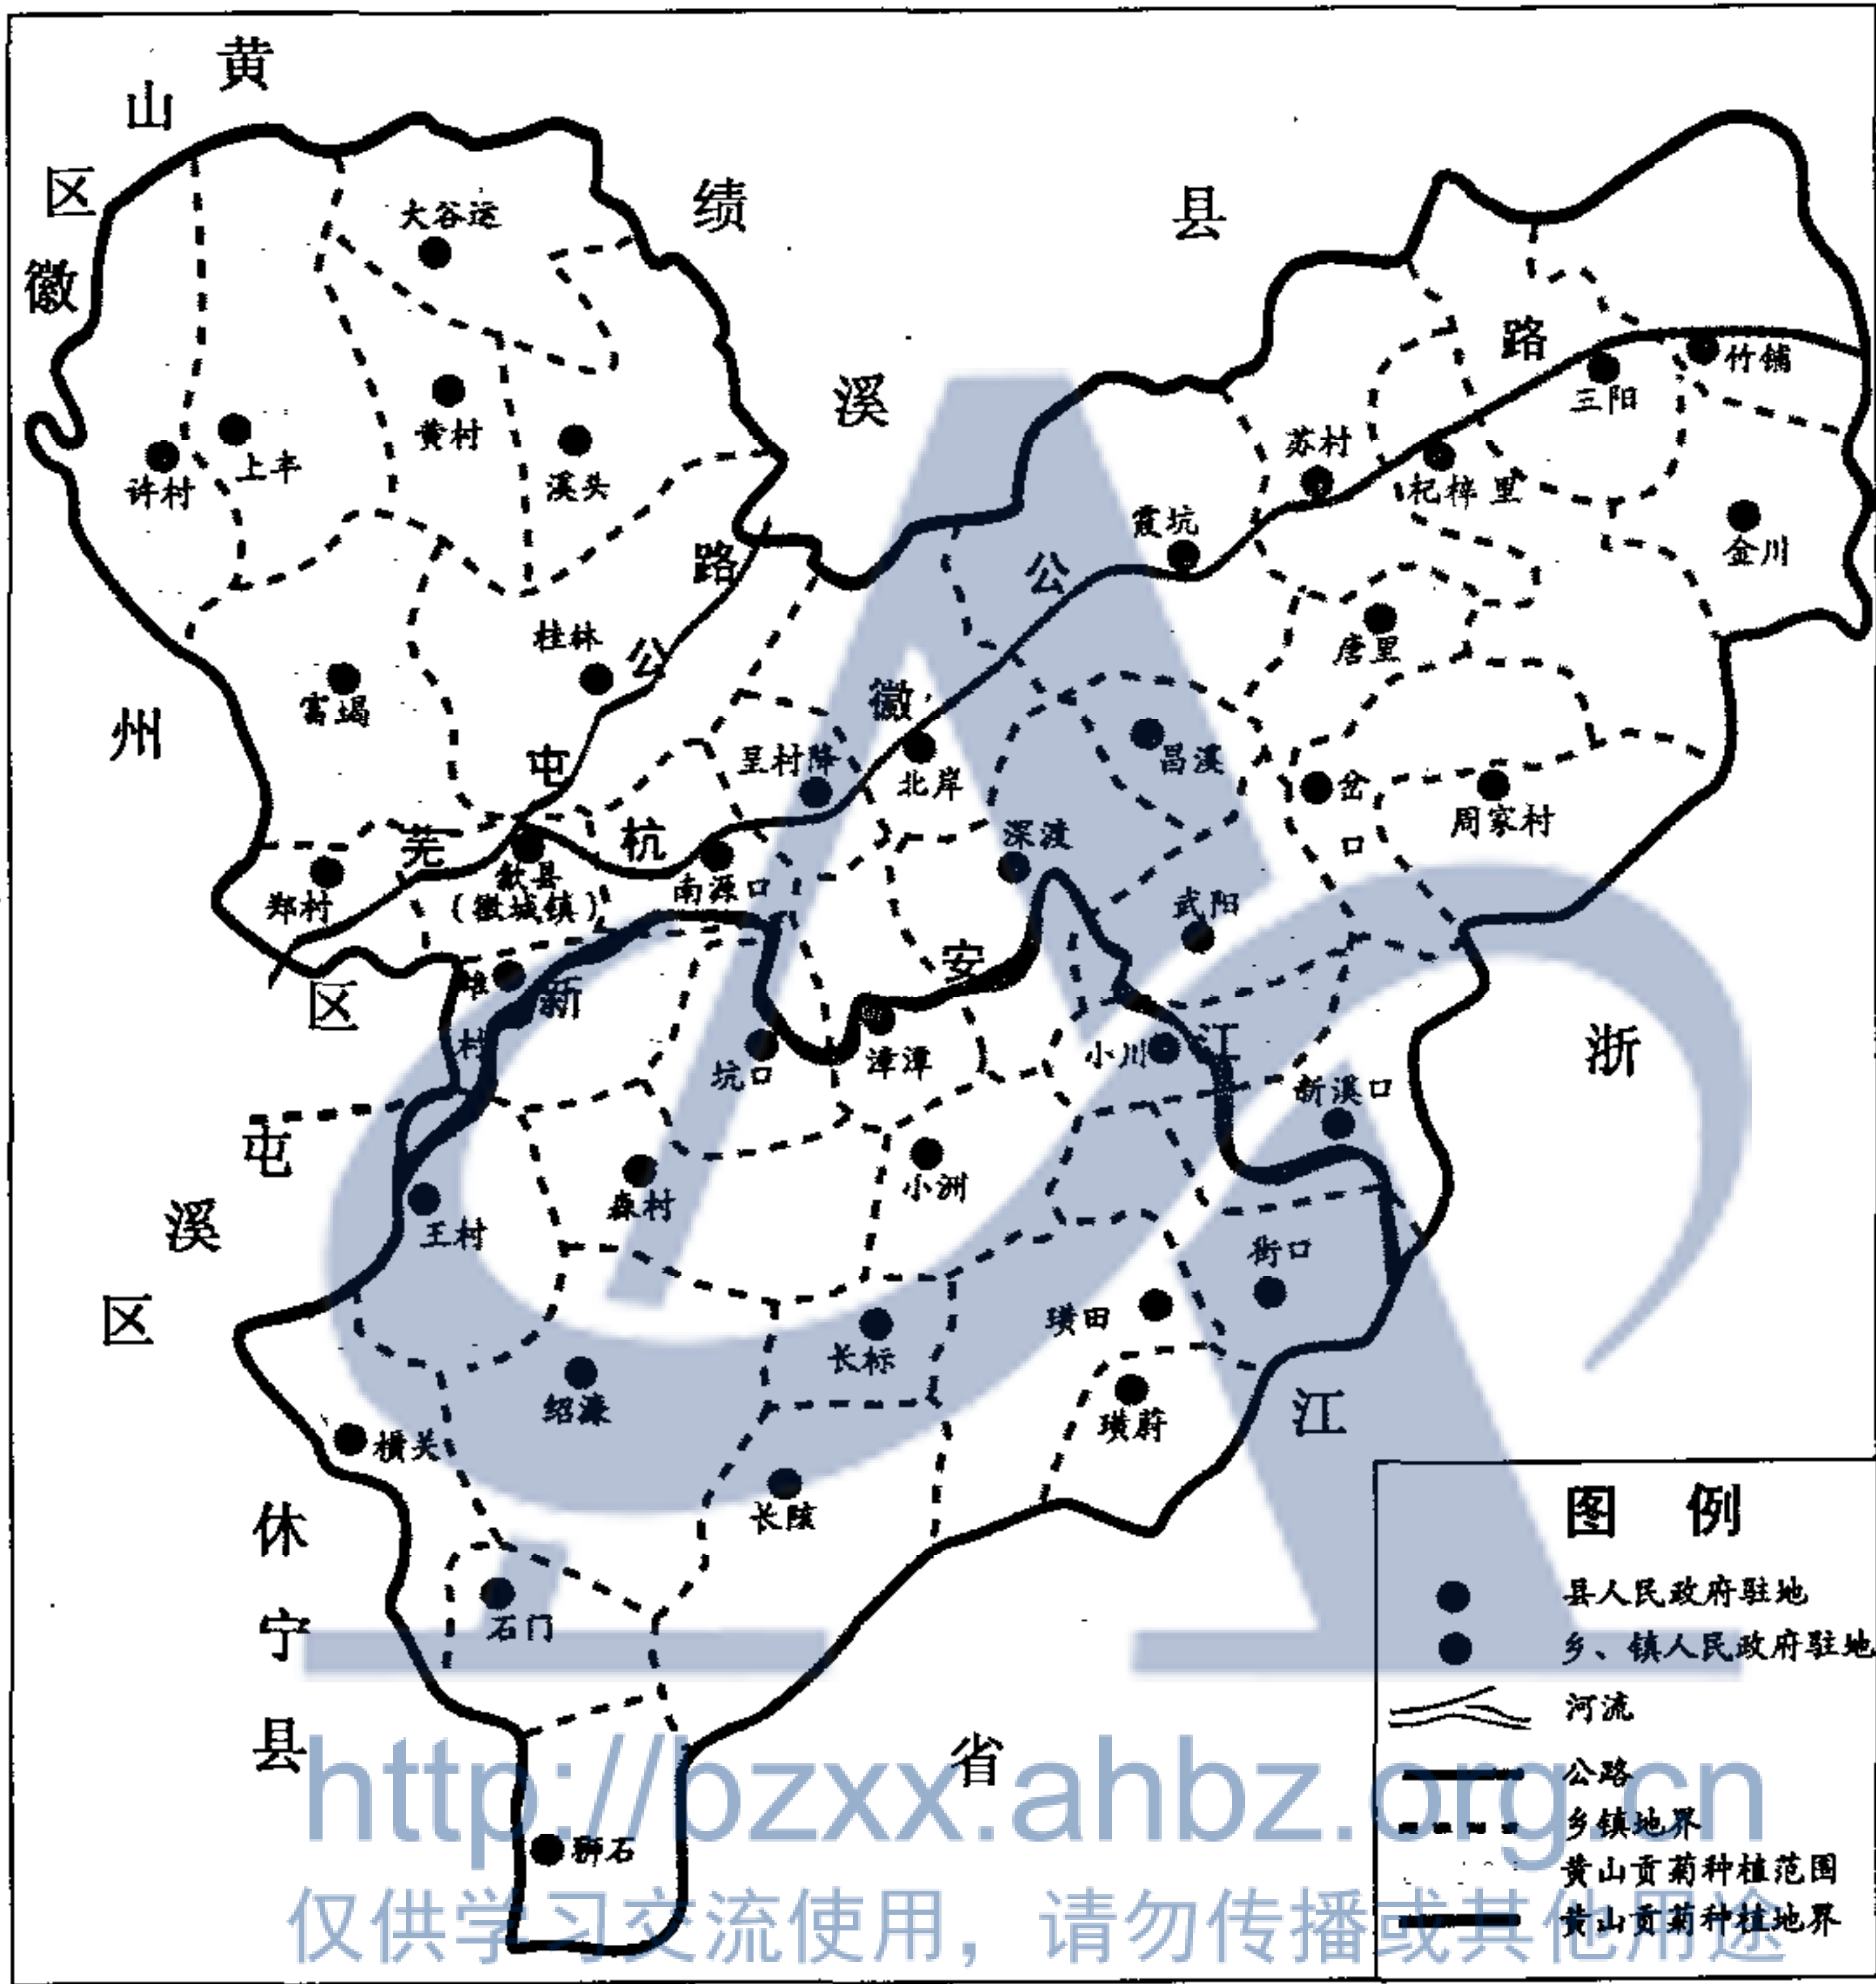 黄
山
区
徽
州
区
绩
溪
县
大谷运
黄村
上丰
许村
溪头
路
竹铺
三阳
苏村
杞梓里
霞坑
金川
公
路
桂林
公
唐里
富堨
徽
屯
呈村降
北岸
昌溪
岔口
周家村
芜
杭
深渡
歙县
(徽城镇)
南源口
郑村
武阳
安
雄村
新
坑口
漳潭
小川
江
浙
新溪口
屯
溪
区
森村
小洲
王村
街口
璜田
长标
绍濂
璜蔚
江
横关
长陔
休
宁
县
石门
省
狮石
图 例
县人民政府驻地
乡、镇人民政府驻地
河流
公路
乡镇地界
黄山贡菊种植范围
黄山贡菊种植地界
http://bzxx.ahbz.org.cn
仅供学习交流使用，请勿传播或其他用途